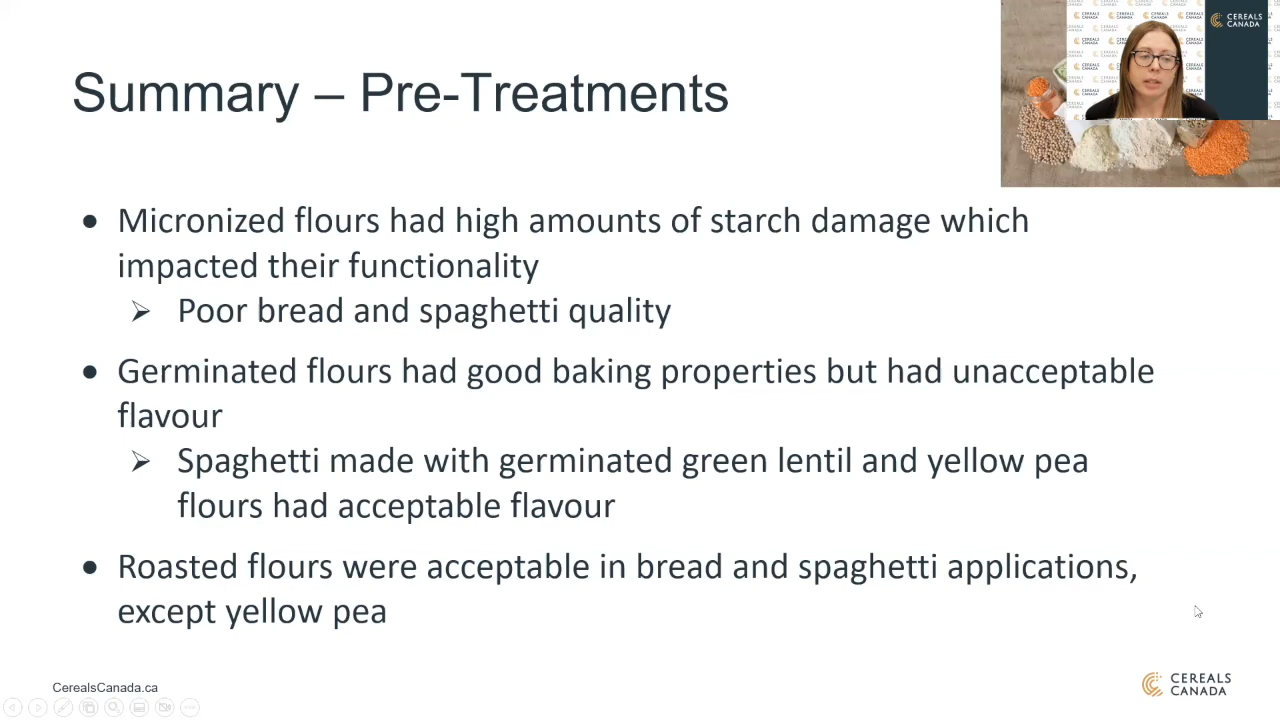 CEREALS
CANADA
Summary – Pre-Treatments
● Micronized flours had high amounts of starch damage which
impacted their functionality
➢ Poor bread and spaghetti quality
● Germinated flours had good baking properties but had unacceptable
flavour
➢ Spaghetti made with germinated green lentil and yellow pea
flours had acceptable flavour
● Roasted flours were acceptable in bread and spaghetti applications,
except yellow pea
CerealsCanada.ca
CEREALS
CANADA